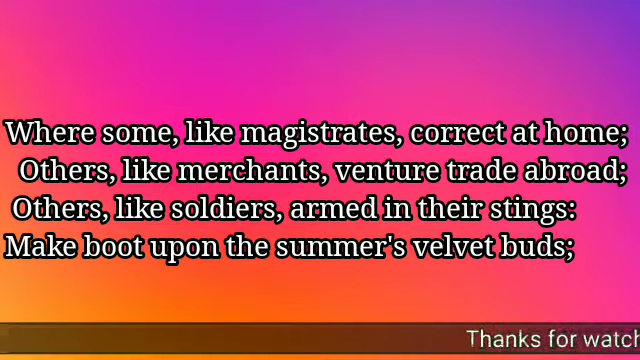 Where some, like magistrates, correct at home;
Others, like merchants, venture trade abroad;
Others, like soldiers, armed in their stings:
Make boot upon the summer's velvet buds;
Thanks for watch